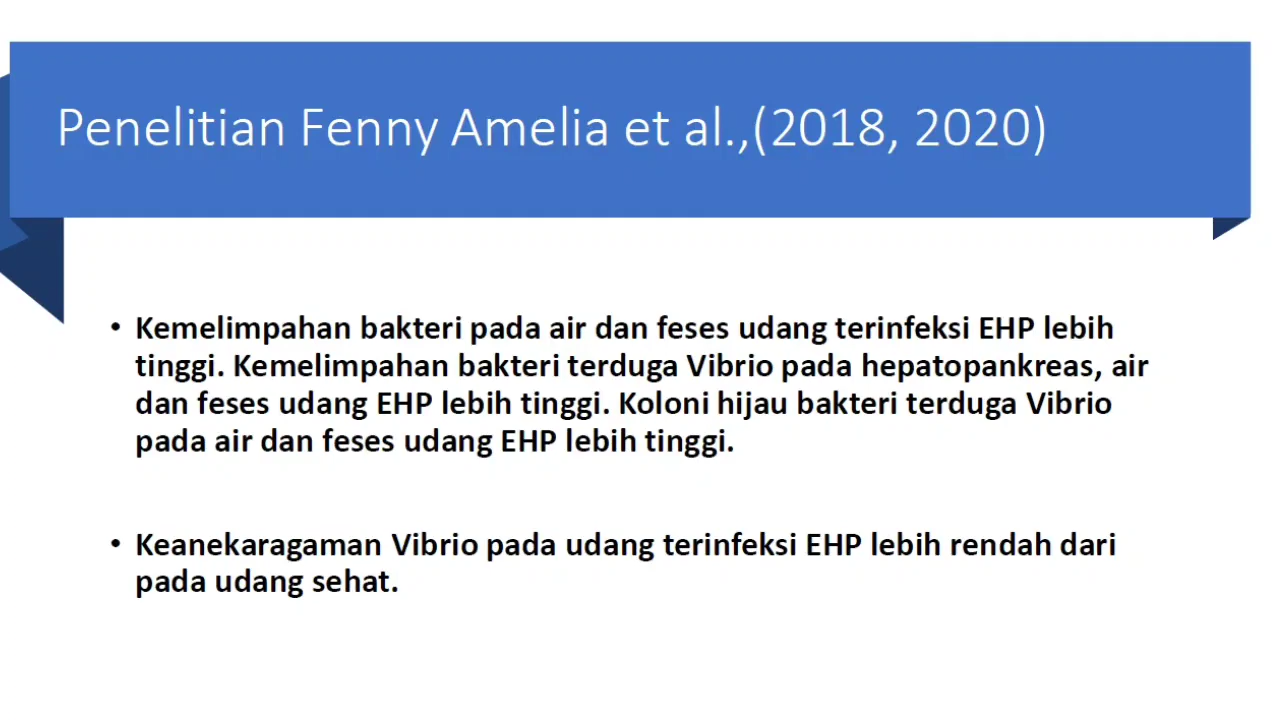 Penelitian Fenny Amelia et al.,(2018, 2020)
• Kemelimpahan bakteri pada air dan feses udang terinfeksi EHP lebih
tinggi. Kemelimpahan bakteri terduga Vibrio pada hepatopankreas, air
dan feses udang EHP lebih tinggi. Koloni hijau bakteri terduga Vibrio
pada air dan feses udang EHP lebih tinggi.
• Keanekaragaman Vibrio pada udang terinfeksi EHP lebih rendah dari
pada udang sehat.